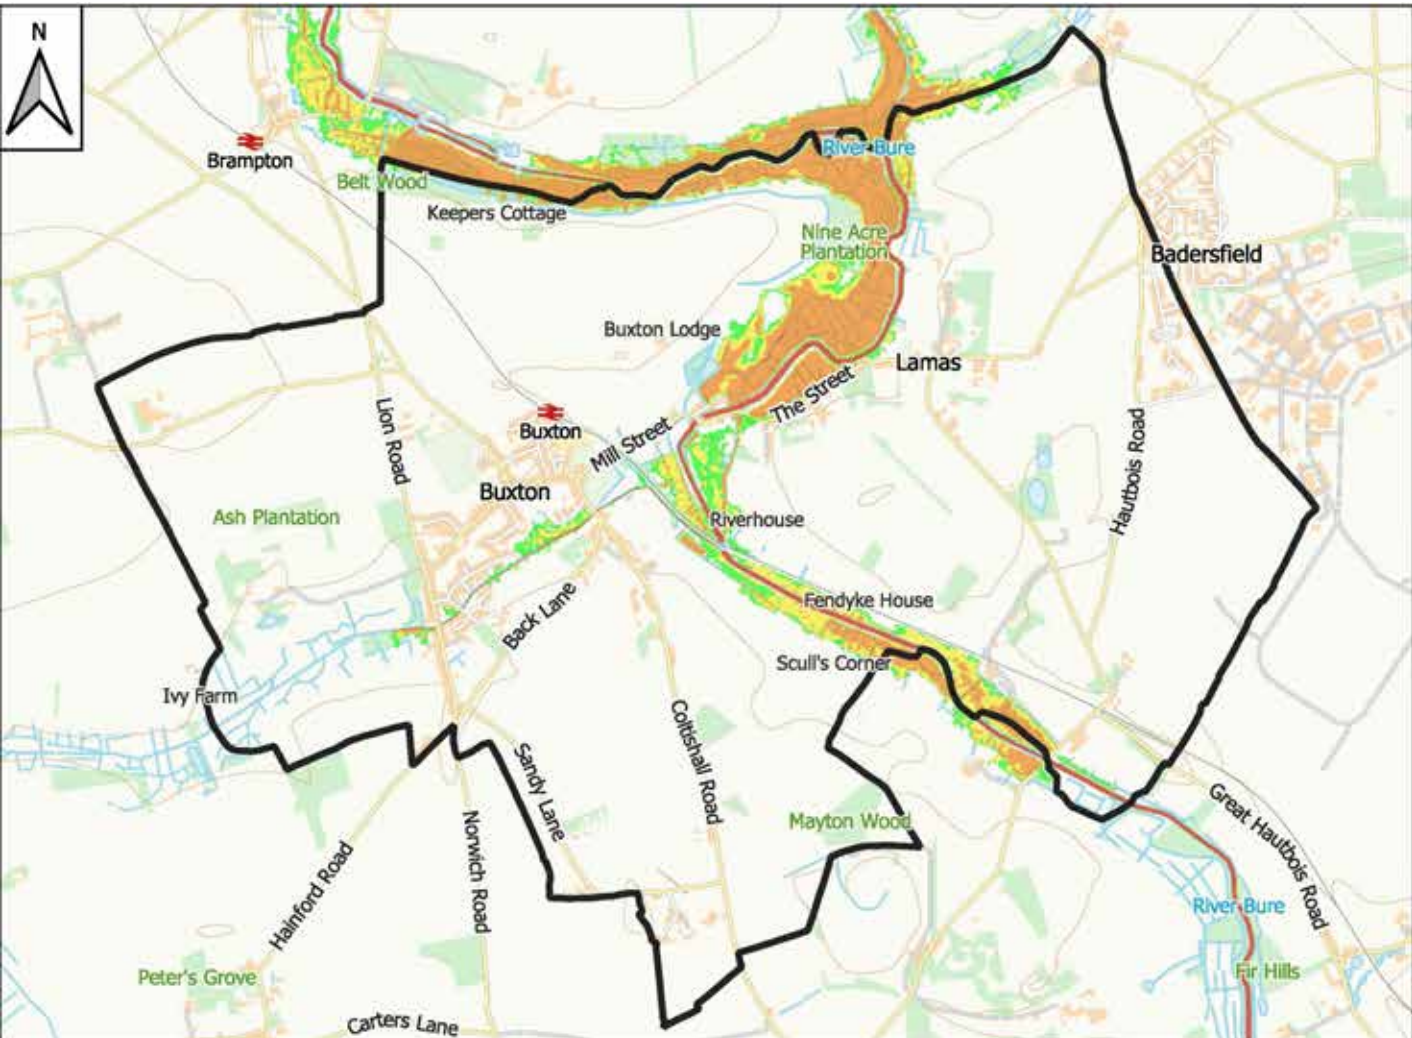 N
Brampton
Belt Wood
Keepers Cottage
River Bure
Nine Acre
Plantation
Badersfield
Buxton Lodge
Lamas
The Street
Lion Road
Buxton
Mill Street
Buxton
Hautbois Road
Ash Plantation
Riverhouse
Back Lane
Fendyke House
Scull's Corner
Ivy Farm
Coltishall Road
Sandy Lane
Mayton Wood
Great Hautbois Road
Norwich Road
Hainford Road
River Bure
Peter's Grove
Fir Hills
Carters Lane